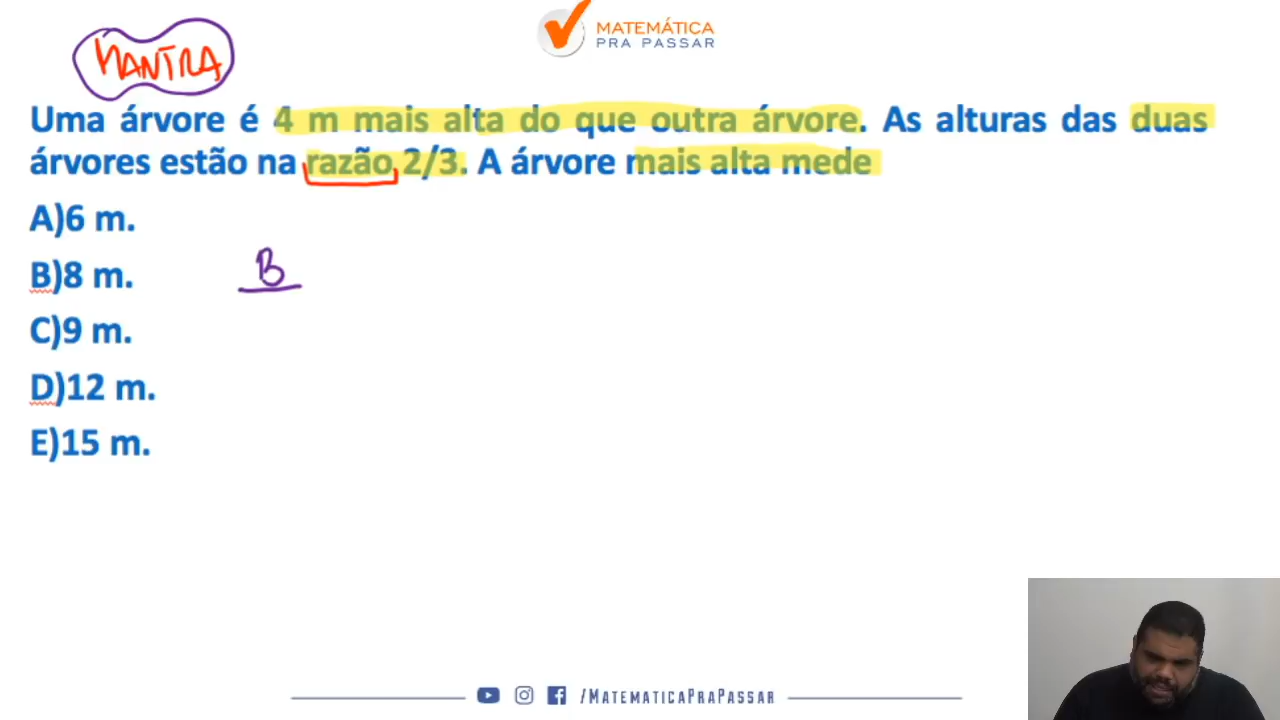 MATEMÁTICA
PRA PASSAR
MANTRA
Uma árvore é 4 m mais alta do que outra árvore. As alturas das duas
árvores estão na razão 2/3. A árvore mais alta mede
A)6 m.
B)8 m.
B
C)9 m.
D)12 m.
E)15 m.
/MATEMATICAPRAPASSAR